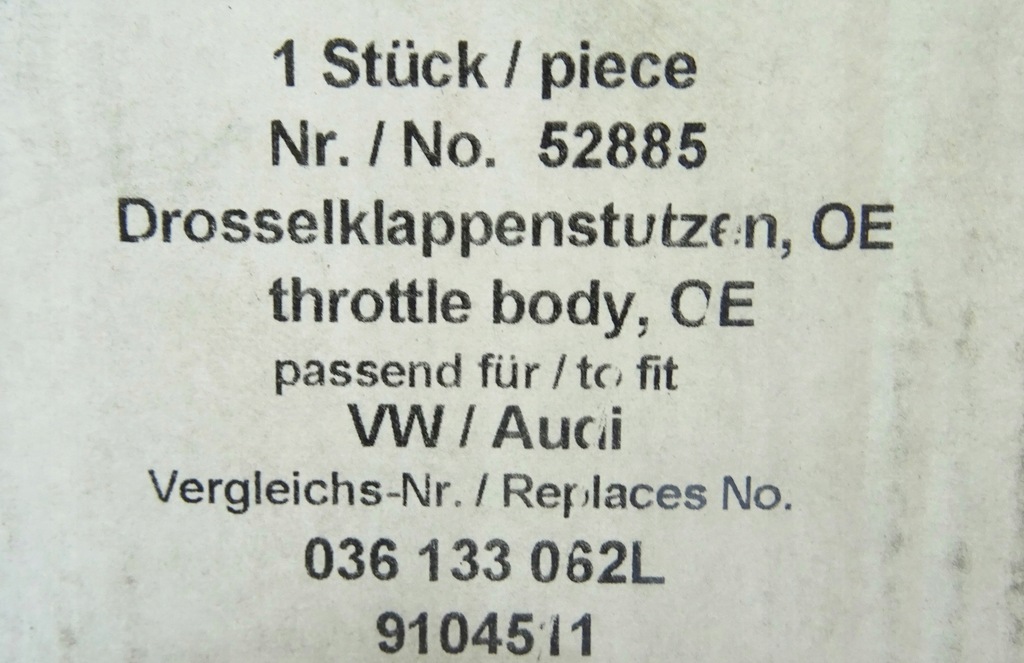 1 Stück / piece
Nr. / No. 52885
Drosselklappenstutzen, OE
throttle body, OE
passend für / to fit
VW / Audi
Vergleichs-Nr. / Replaces No.
036 133 062L
9104511